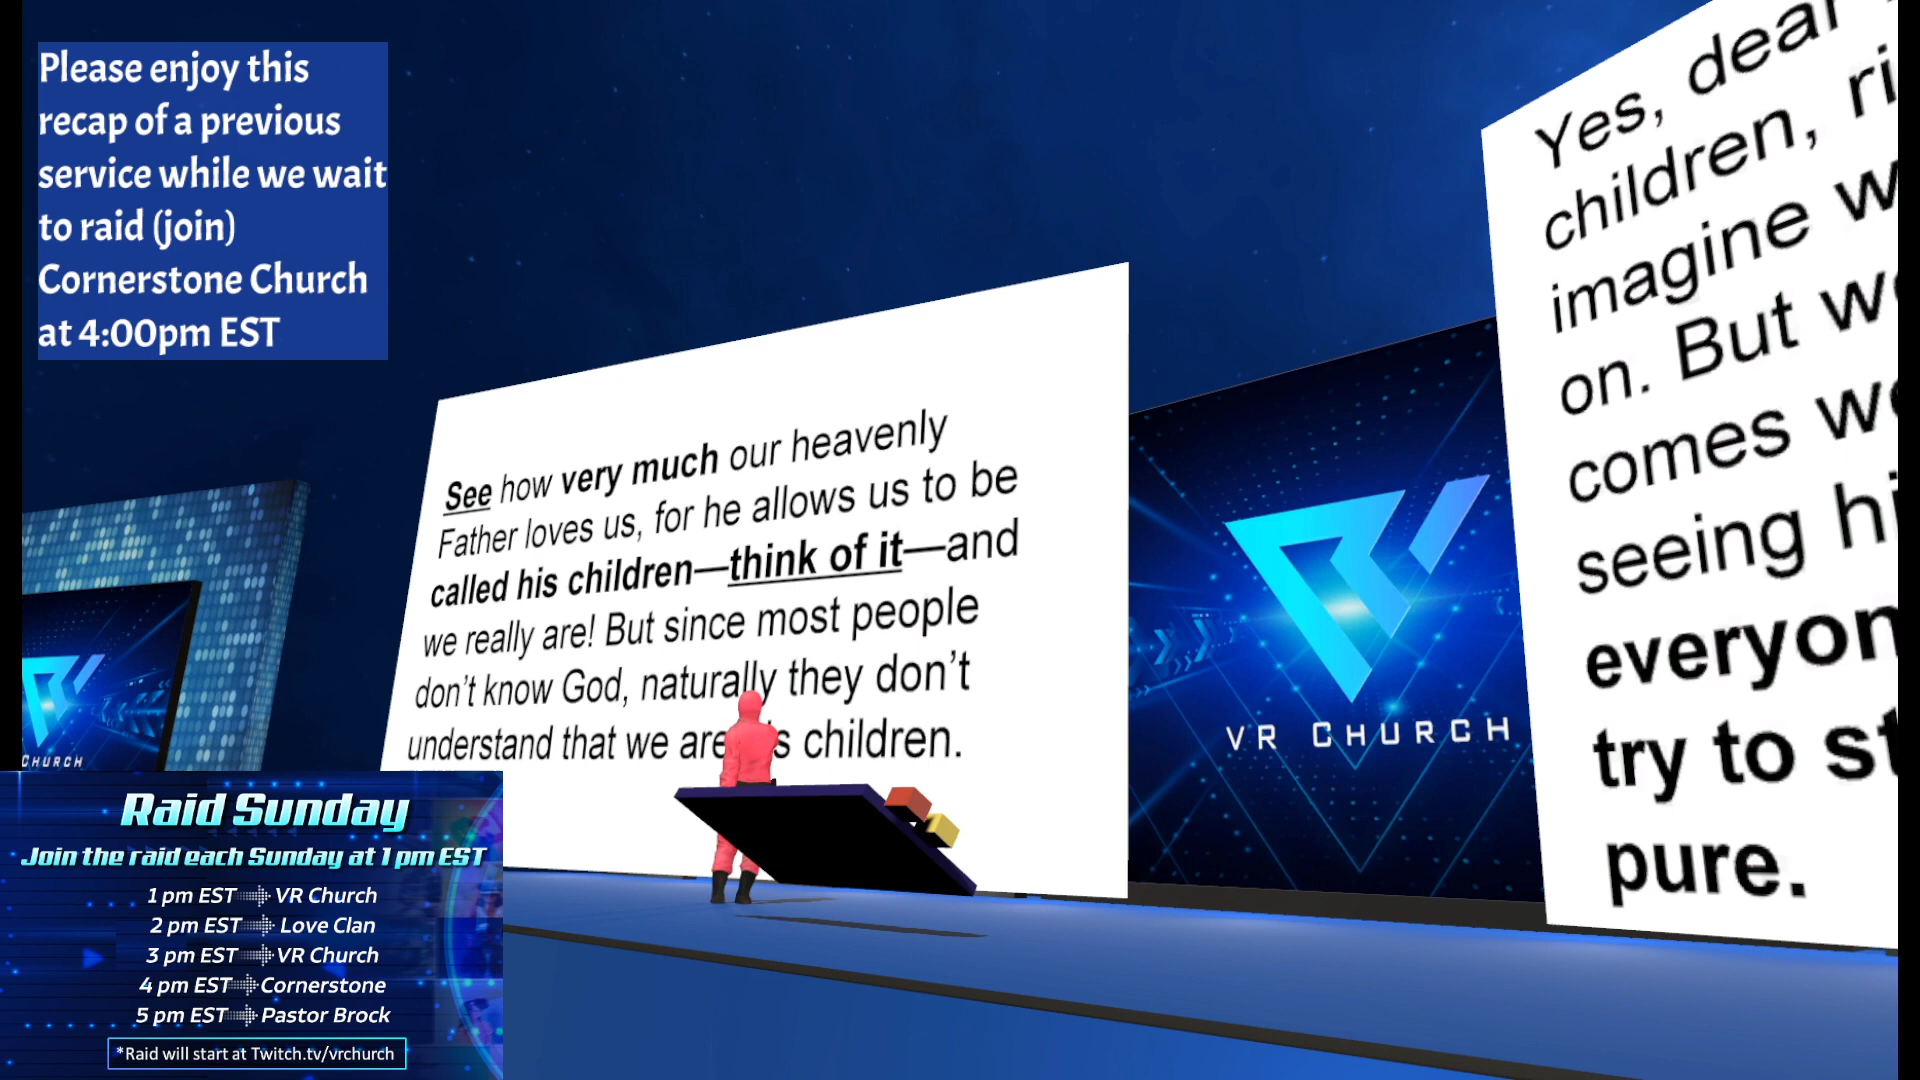 Please enjoy this
recap of a previous
service while we wait
to raid (join)
Cornerstone Church
at 4:00pm EST
See how very much our heavenly
Father loves us, for he allows us to be
called his children—think of it—and
we really are! But since most people
don't know God, naturally they don't
understand that we are children.
VR CHURCH
Yes, dear
children,
imagine
on. But
comes
seeing
try to
pure.
CHURCH
Raid Sunday
Join the raid each Sunday at 1 pm EST
1 pm EST VR Church
2 pm EST Love Clan
3 pm EST VR Church
4 pm EST Cornerstone
5 pm EST Pastor Brock
*Raid will start at Twitch.tv/vrchurch